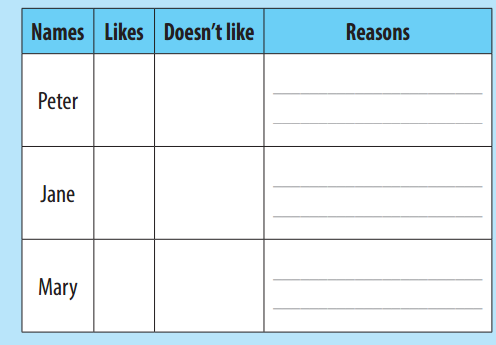 Names Likes Doesn't like Reasons
Peter
Jane
Mary